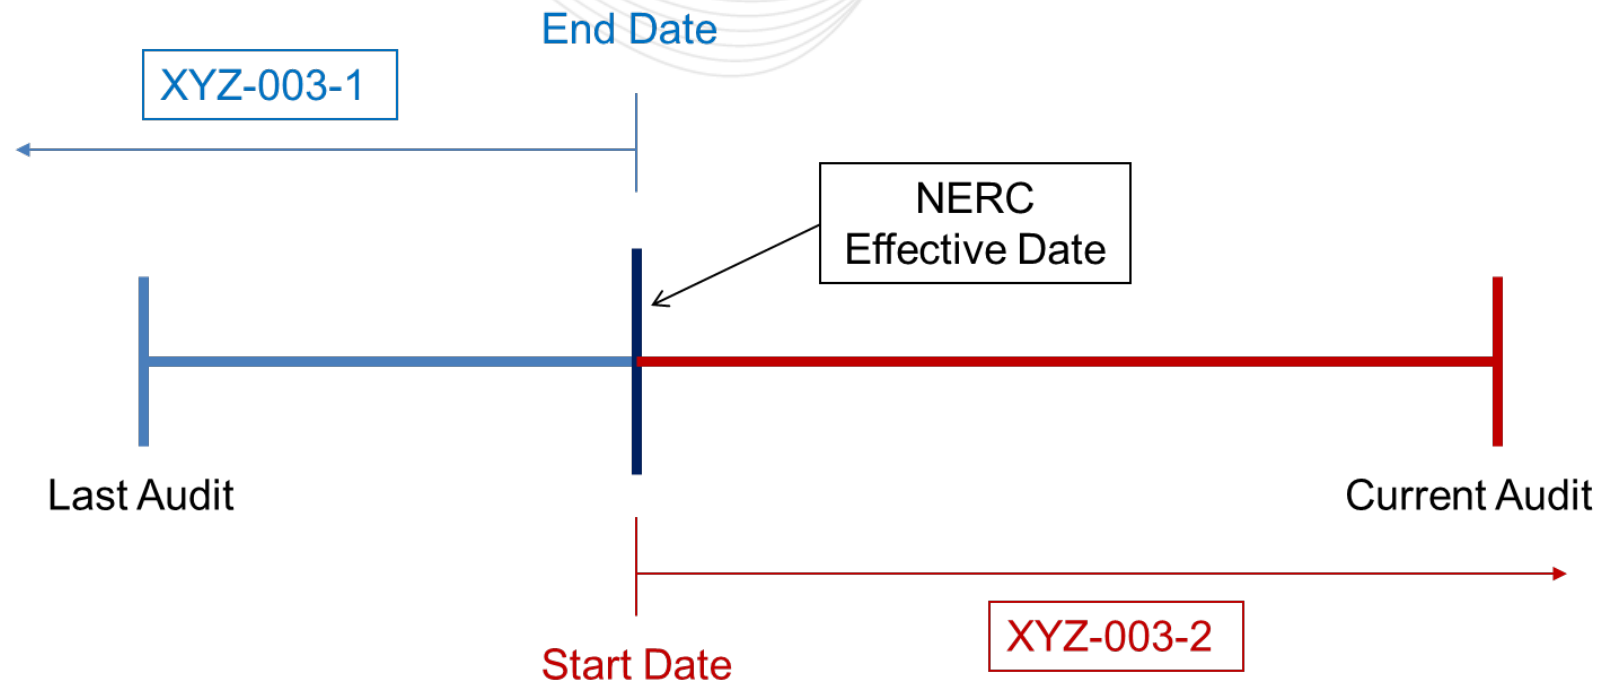 End Date
XYZ-003-1
NERC
Effective Date
Last Audit
Current Audit
XYZ-003-2
Start Date